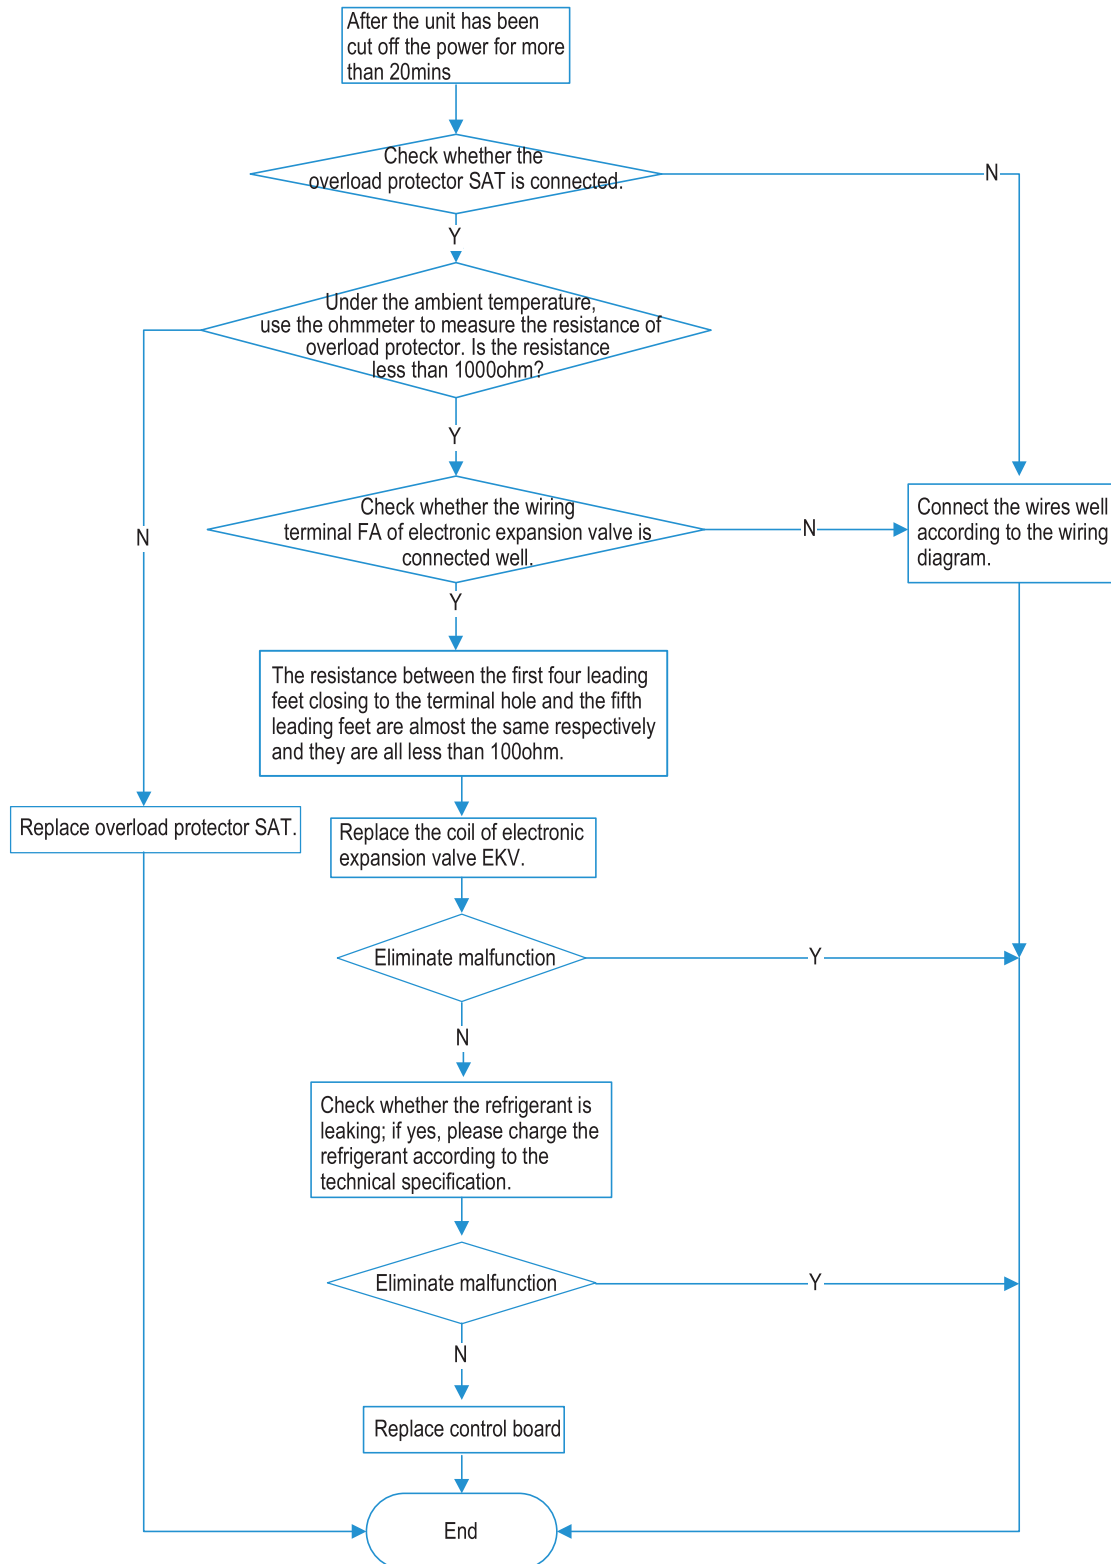 After the unit has been
cut off the power for more
than 20mins
Check whether the
overload protector SAT is connected.
N
Y
Under the ambient temperature,
use the ohmmeter to measure the resistance of
overload protector. Is the resistance
less than 1000ohm?
Y
N
Check whether the wiring
terminal FA of electronic expansion valve is
connected well.
N
Connect the wires well
according to the wiring
diagram.
Y
The resistance between the first four leading
feet closing to the terminal hole and the fifth
leading feet are almost the same respectively
and they are all less than 100ohm.
Replace overload protector SAT.
Replace the coil of electronic
expansion valve EKV.
Eliminate malfunction
Y
N
Check whether the refrigerant is
leaking; if yes, please charge the
refrigerant according to the
technical specification.
Eliminate malfunction
Y
N
Replace control board
End